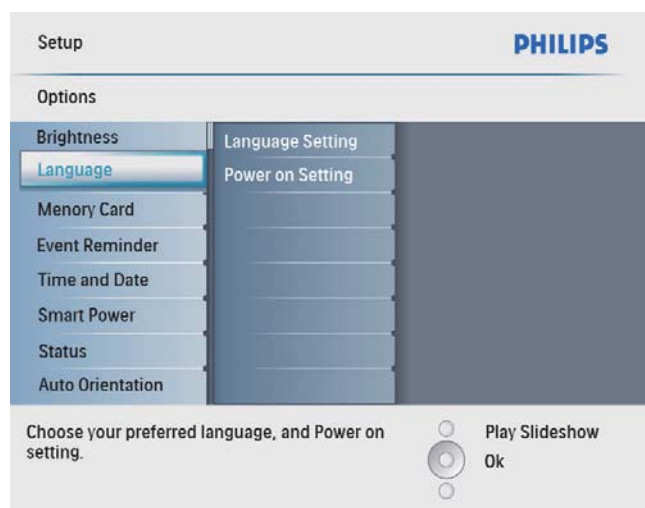 Setup
PHILIPS
Options
Brightness
Language
Menory Card
Event Reminder
Time and Date
Smart Power
Status
Auto Orientation
Language Setting
Power on Setting
Choose your preferred language, and Power on
setting.
Play Slideshow
Ok